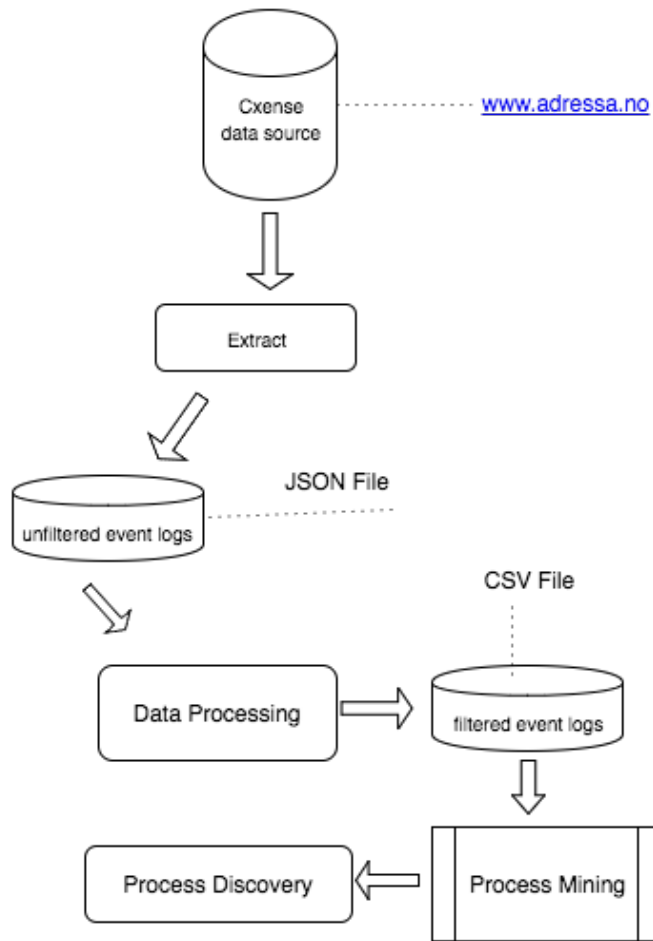 Cxense
data source
www.adressa.no
Extract
JSON File
unfiltered event logs
CSV File
Data Processing
filtered event logs
Process Discovery
Process Mining